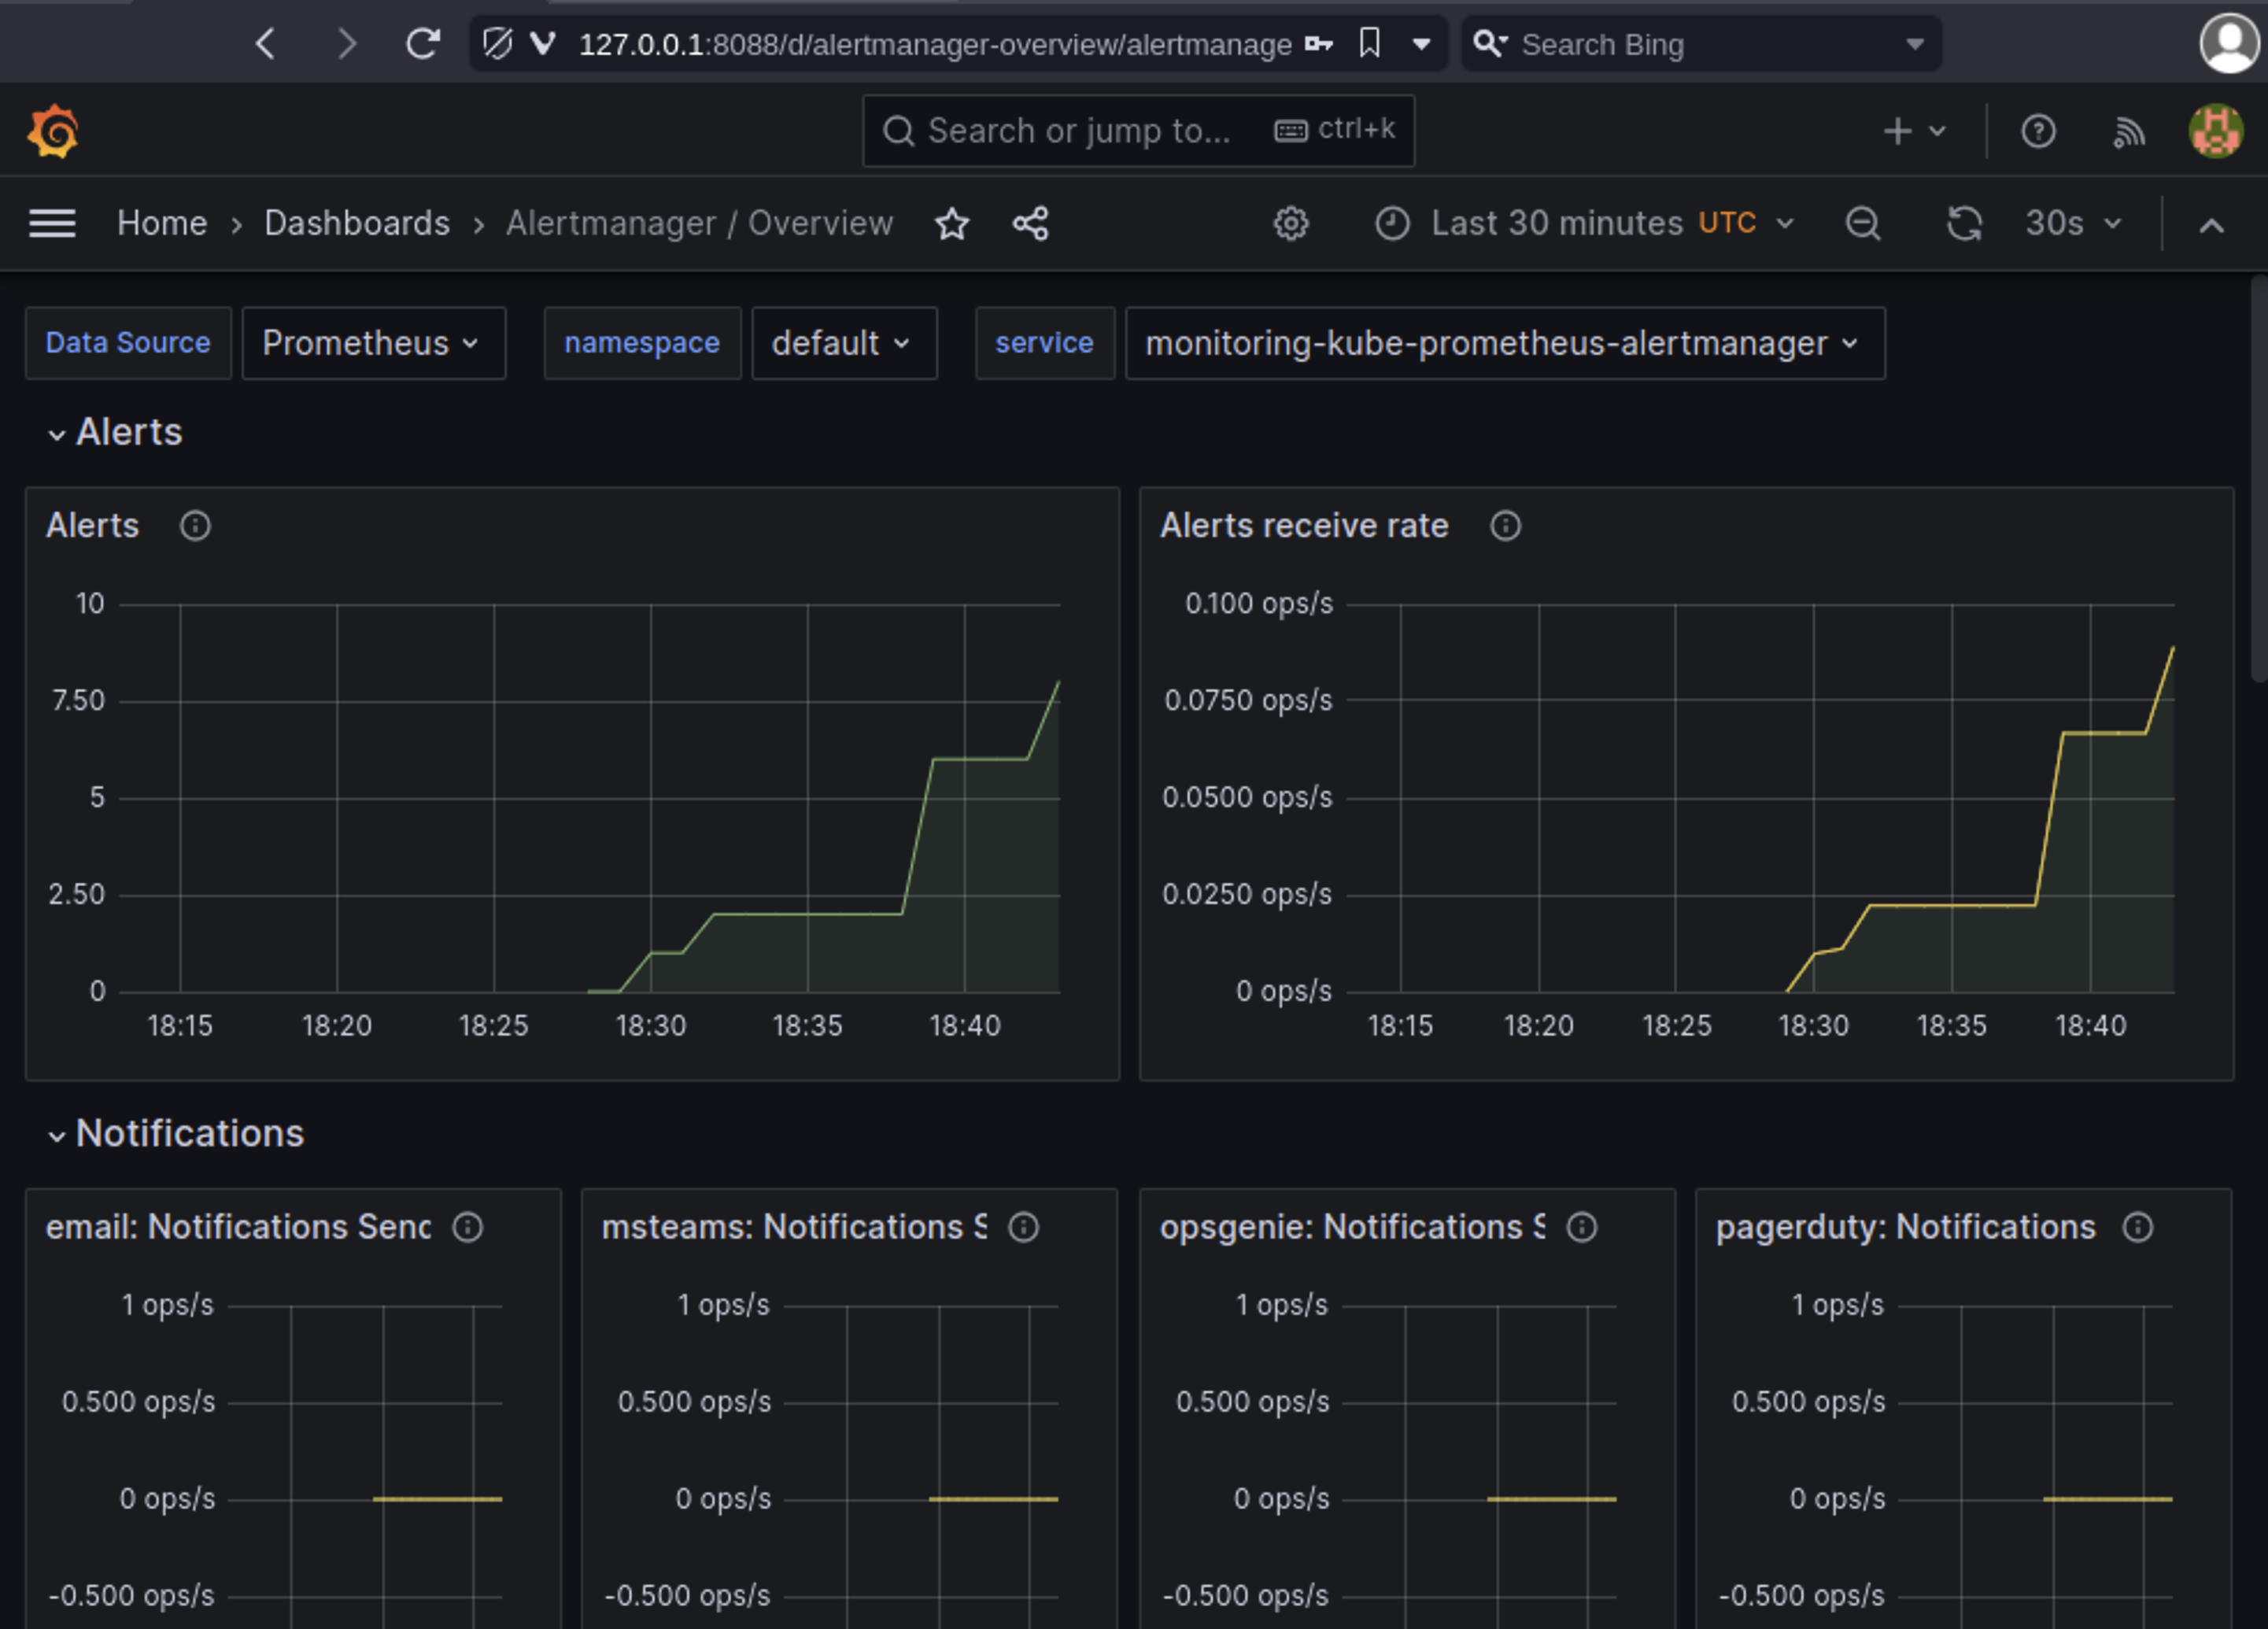 127.0.0.1:8088/d/alertmanager-overview/alertmanage
Search Bing
Search or jump to... ctrl+k
Home › Dashboards › Alertmanager / Overview
Last 30 minutes UTC
30s
Data Source Prometheus namespace default service monitoring-kube-prometheus-alertmanager
Alerts
Alerts
10
7.50
5
2.50
0
18:15 18:20 18:25 18:30 18:35 18:40
Alerts receive rate
0.100 ops/s
0.0750 ops/s
0.0500 ops/s
0.0250 ops/s
0 ops/s
18:15 18:20 18:25 18:30 18:35 18:40
Notifications
email: Notifications Senc
1 ops/s
0.500 ops/s
0 ops/s
-0.500 ops/s
msteams: Notifications S
1 ops/s
0.500 ops/s
0 ops/s
-0.500 ops/s
opsgenie: Notifications S
1 ops/s
0.500 ops/s
0 ops/s
-0.500 ops/s
pagerduty: Notifications
1 ops/s
0.500 ops/s
0 ops/s
-0.500 ops/s